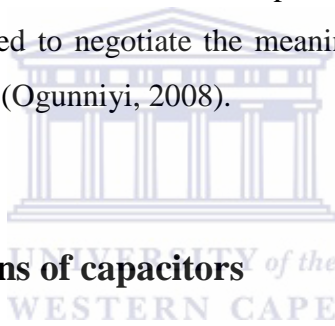 ed to negotiate the meanin
(Ogunniyi, 2008).
UNIVERSITY of the
ns of capacitors
WESTERN CAPE